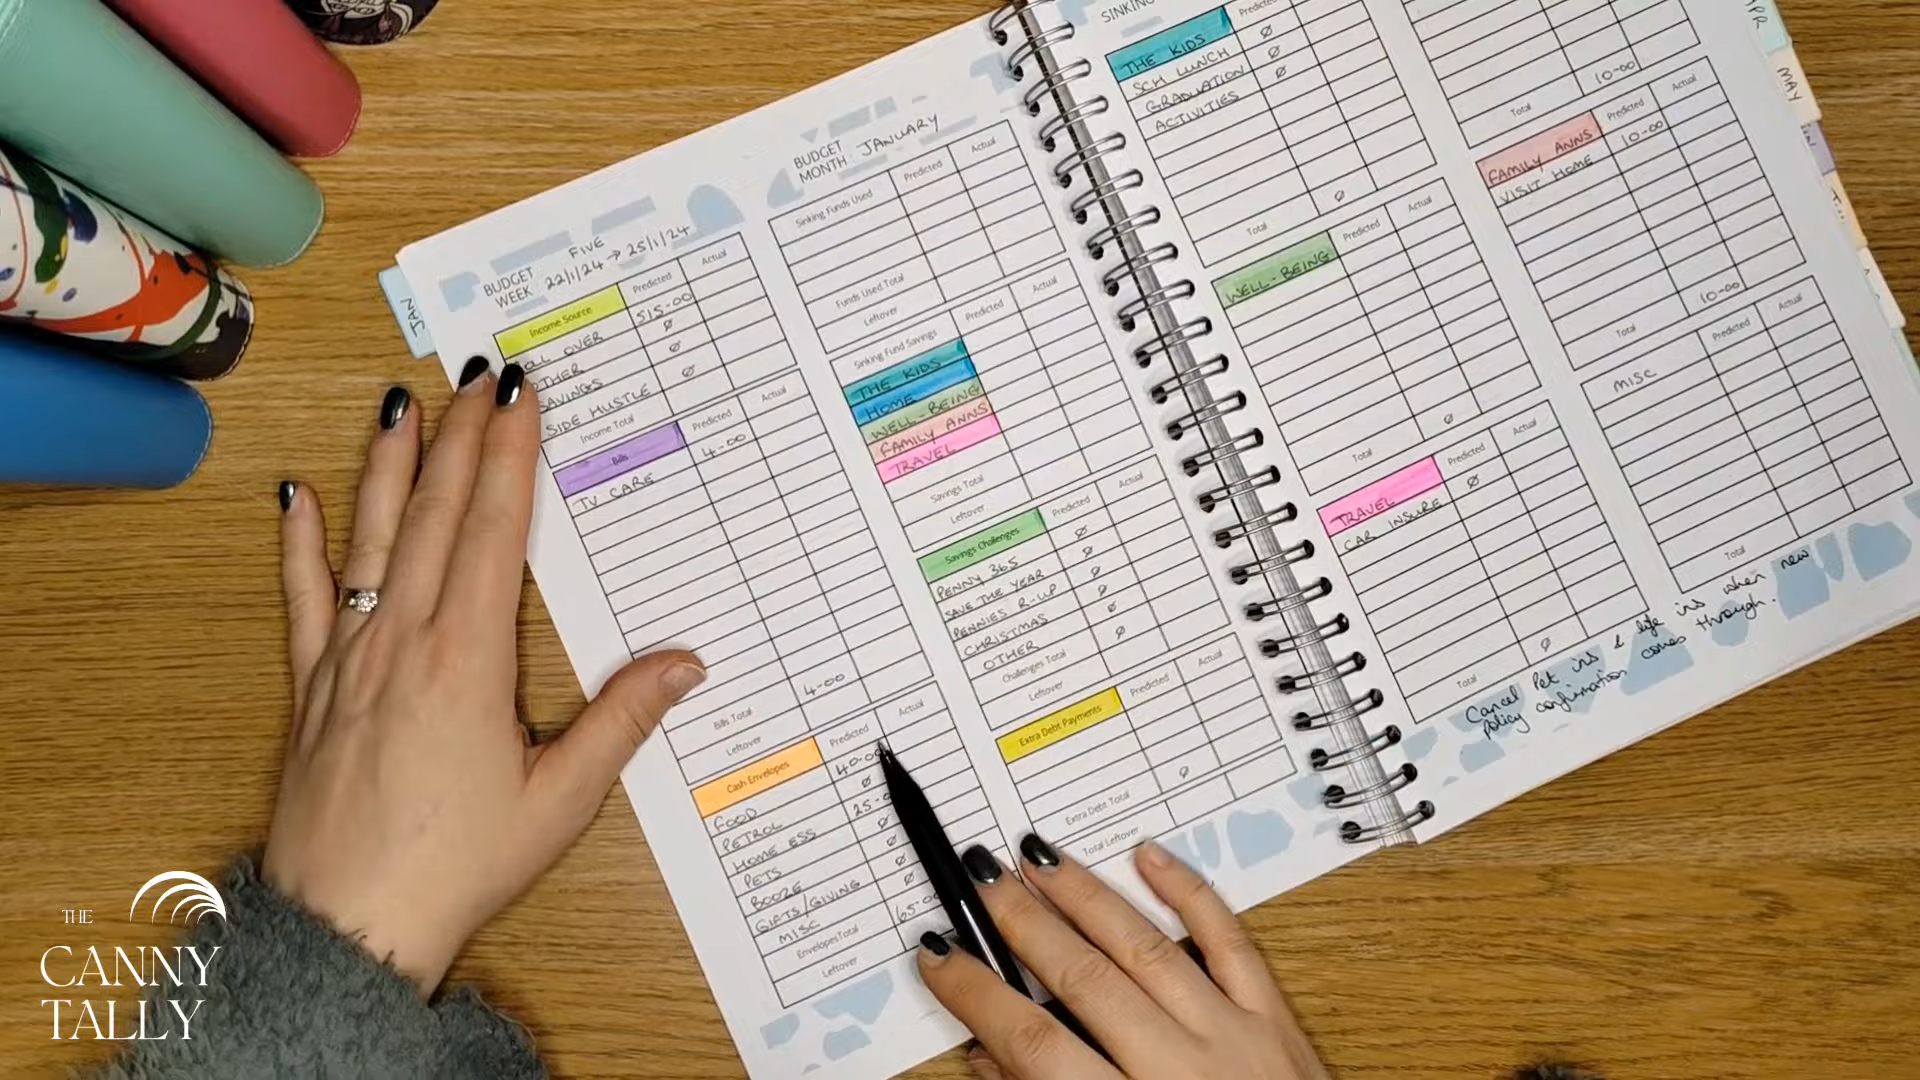 BUDGET WEEK FIVE
22/1/24 → 25/1/24
Income Source Predicted Actual
OVER 515-00
OTHER Ø
SAVINGS Ø
SIDE HUSTLE Ø
Income Total
Bills Predicted Actual
TV CARE 4-00
Bills Total 4-00
Leftover
Cash Envelopes Predicted Actual
FOOD 40-00
PETROL Ø
HOME ESS
PETS Ø
BOOZE Ø
GIFTS/GIVING Ø
MISC
Envelopes Total 65-00
Leftover
BUDGET MONTH JANUARY
Sinking Funds Used Predicted Actual
Funds Used Total
Leftover
Sinking Fund Savings Predicted Actual
THE KIDS
HOME
WELL-BEING
FAMILY ANNS
TRAVEL
Savings Total
Leftover
Savings Challenges Predicted Actual
PENNY 365 Ø
SAVE THE YEAR Ø
PENNIES R-UP Ø
CHRISTMAS Ø
OTHER Ø
Challenges Total Ø
Leftover
Extra Debt Payments Predicted Actual
Extra Debt Total Ø
Total Leftover
SINKING
THE KIDS
SCH LUNCH Ø
GRADUATION Ø
ACTIVITIES Ø
Total Ø
WELL-BEING Predicted Actual
Total Ø
TRAVEL Predicted Actual
CAR INSURE Ø
Total Ø
Total 10-00
FAMILY ANNS Predicted Actual
VISIT HOME 10-00
Total 10-00
MISC Predicted Actual
Total
Cancel Pet ins & life ins when new
policy confirmation comes through.
JAN
APR
MAY
THE
CANNY
TALLY